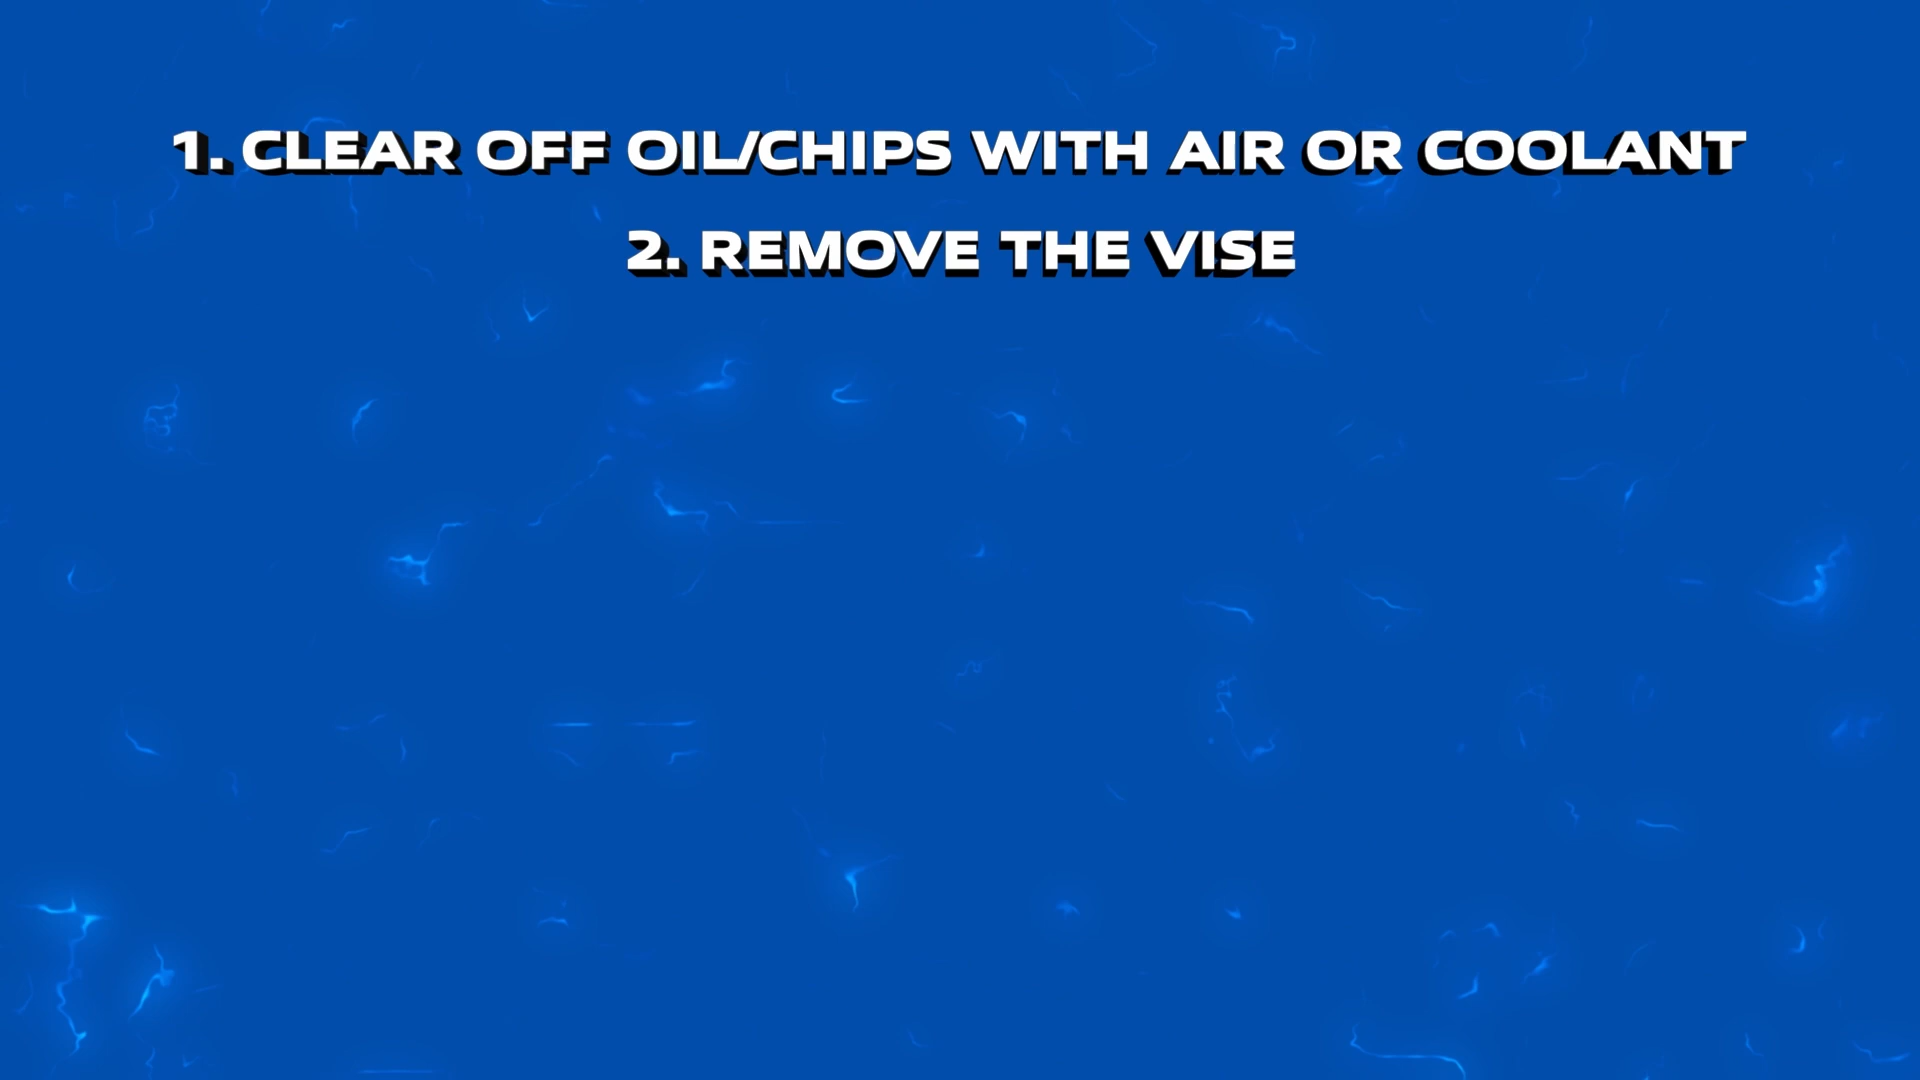 1. CLEAR OFF OIL/CHIPS WITH AIR OR COOLANT
2. REMOVE THE VISE